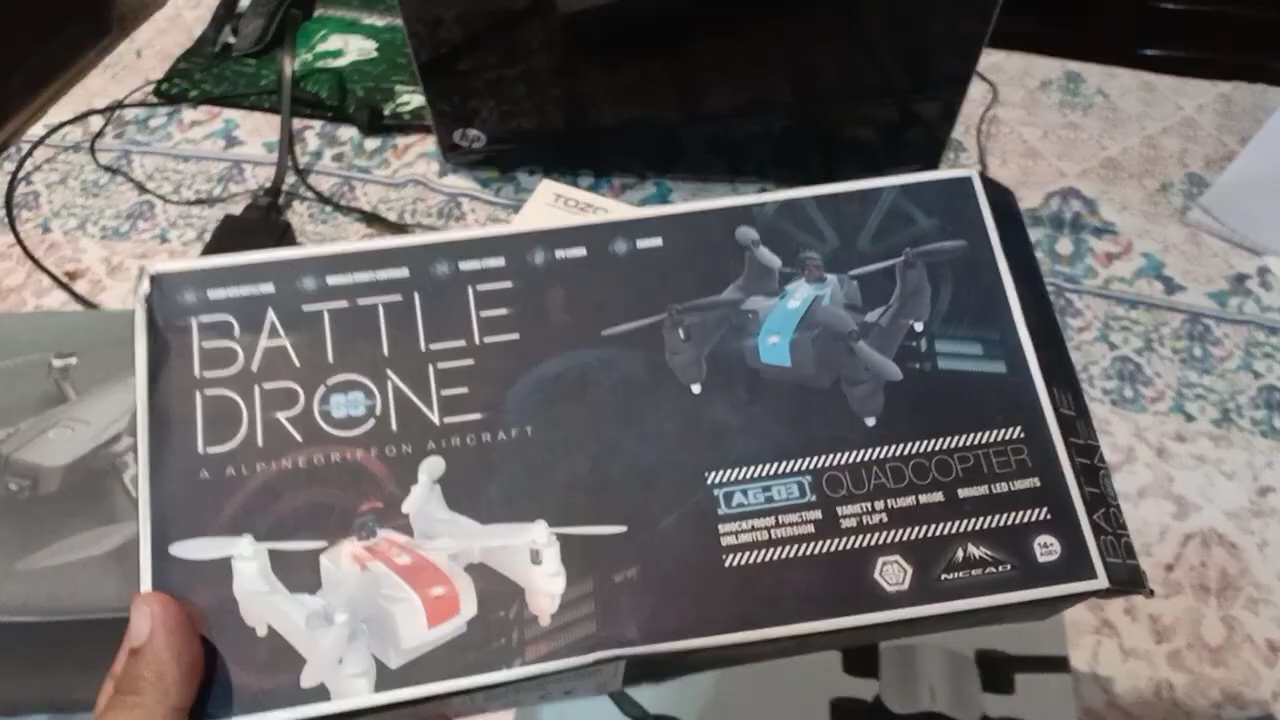 hp
TOZO
BATTLE
DRONE
A ALPINEGRIFFON AIRCRAFT
AG-03 QUADCOPTER
SHOCKPROOF FUNCTION
UNLIMITED EVERSION
VARIETY OF FLIGHT MODE
360° FLIPS
BRIGHT LED LIGHTS
NICEAO
14+
AGES
BATTLE
DRONE